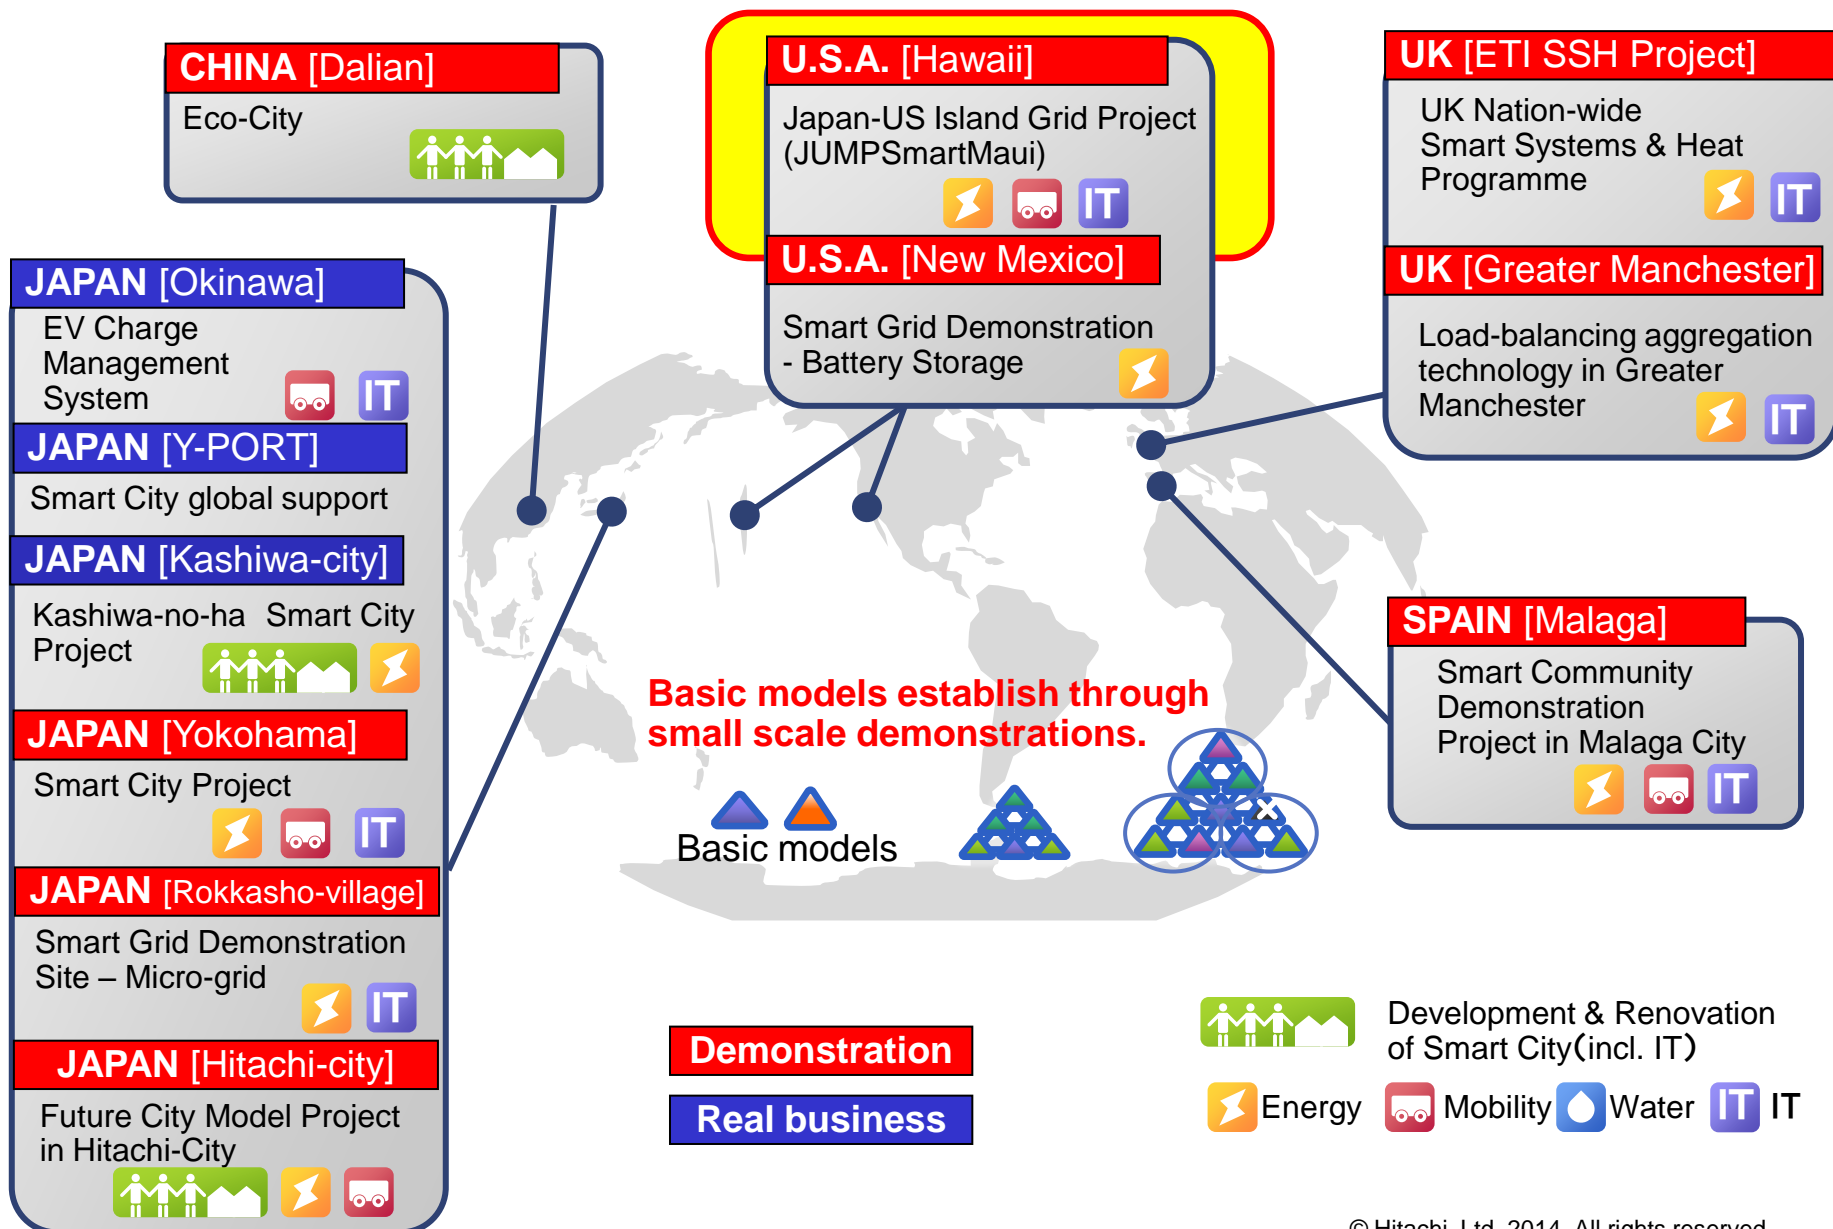 CHINA [Dalian]
Eco-City
U.S.A. [Hawaii]
Japan-US Island Grid Project
(JUMPSmartMaui)
IT
U.S.A. [New Mexico]
Smart Grid Demonstration
- Battery Storage
UK [ETI SSH Project]
UK Nation-wide
Smart Systems & Heat
Programme
IT
UK [Greater Manchester]
Load-balancing aggregation
technology in Greater
Manchester
IT
JAPAN [Okinawa]
EV Charge
Management
System
IT
JAPAN [Y-PORT]
Smart City global support
JAPAN [Kashiwa-city]
Kashiwa-no-ha Smart City
Project
JAPAN [Yokohama]
Smart City Project
IT
JAPAN [Rokkasho-village]
Smart Grid Demonstration
Site – Micro-grid
IT
JAPAN [Hitachi-city]
Future City Model Project
in Hitachi-City
SPAIN [Malaga]
Smart Community
Demonstration
Project in Malaga City
IT
Basic models establish through
small scale demonstrations.
Basic models
Demonstration
Real business
Development & Renovation
of Smart City(incl. IT)
Energy Mobility Water IT IT
© Hitachi, Ltd. 2014. All rights reserved.